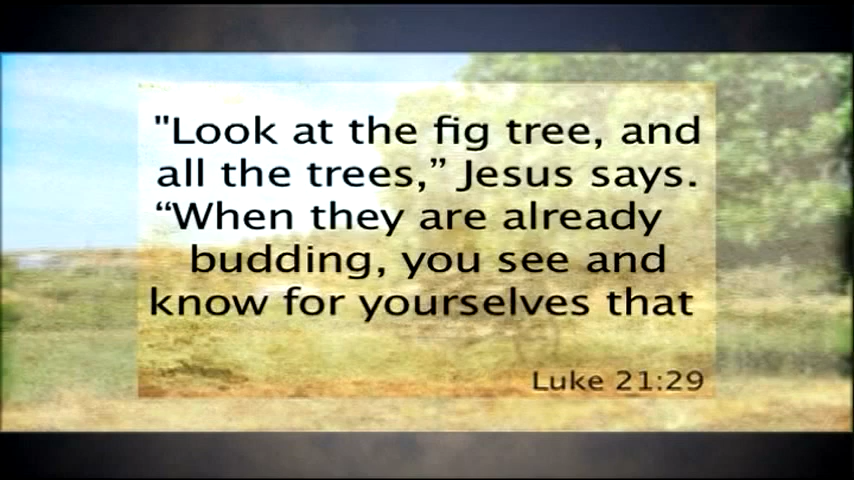 "Look at the fig tree, and
all the trees,” Jesus says.
“When they are already
budding, you see and
know for yourselves that
Luke 21:29